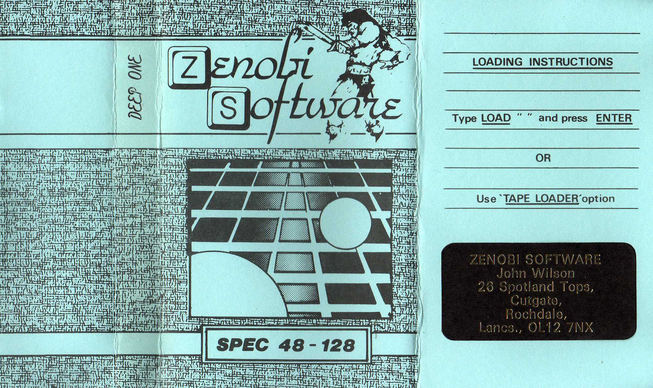 DEEP ONE
Zenobi
Software
SPEC 48 - 128
LOADING INSTRUCTIONS
Type LOAD " " and press ENTER
OR
Use 'TAPE LOADER' option
ZENOBI SOFTWARE
John Wilson
26 Spotland Tops,
Cutgate,
Rochdale,
Lancs., OL12 7NX